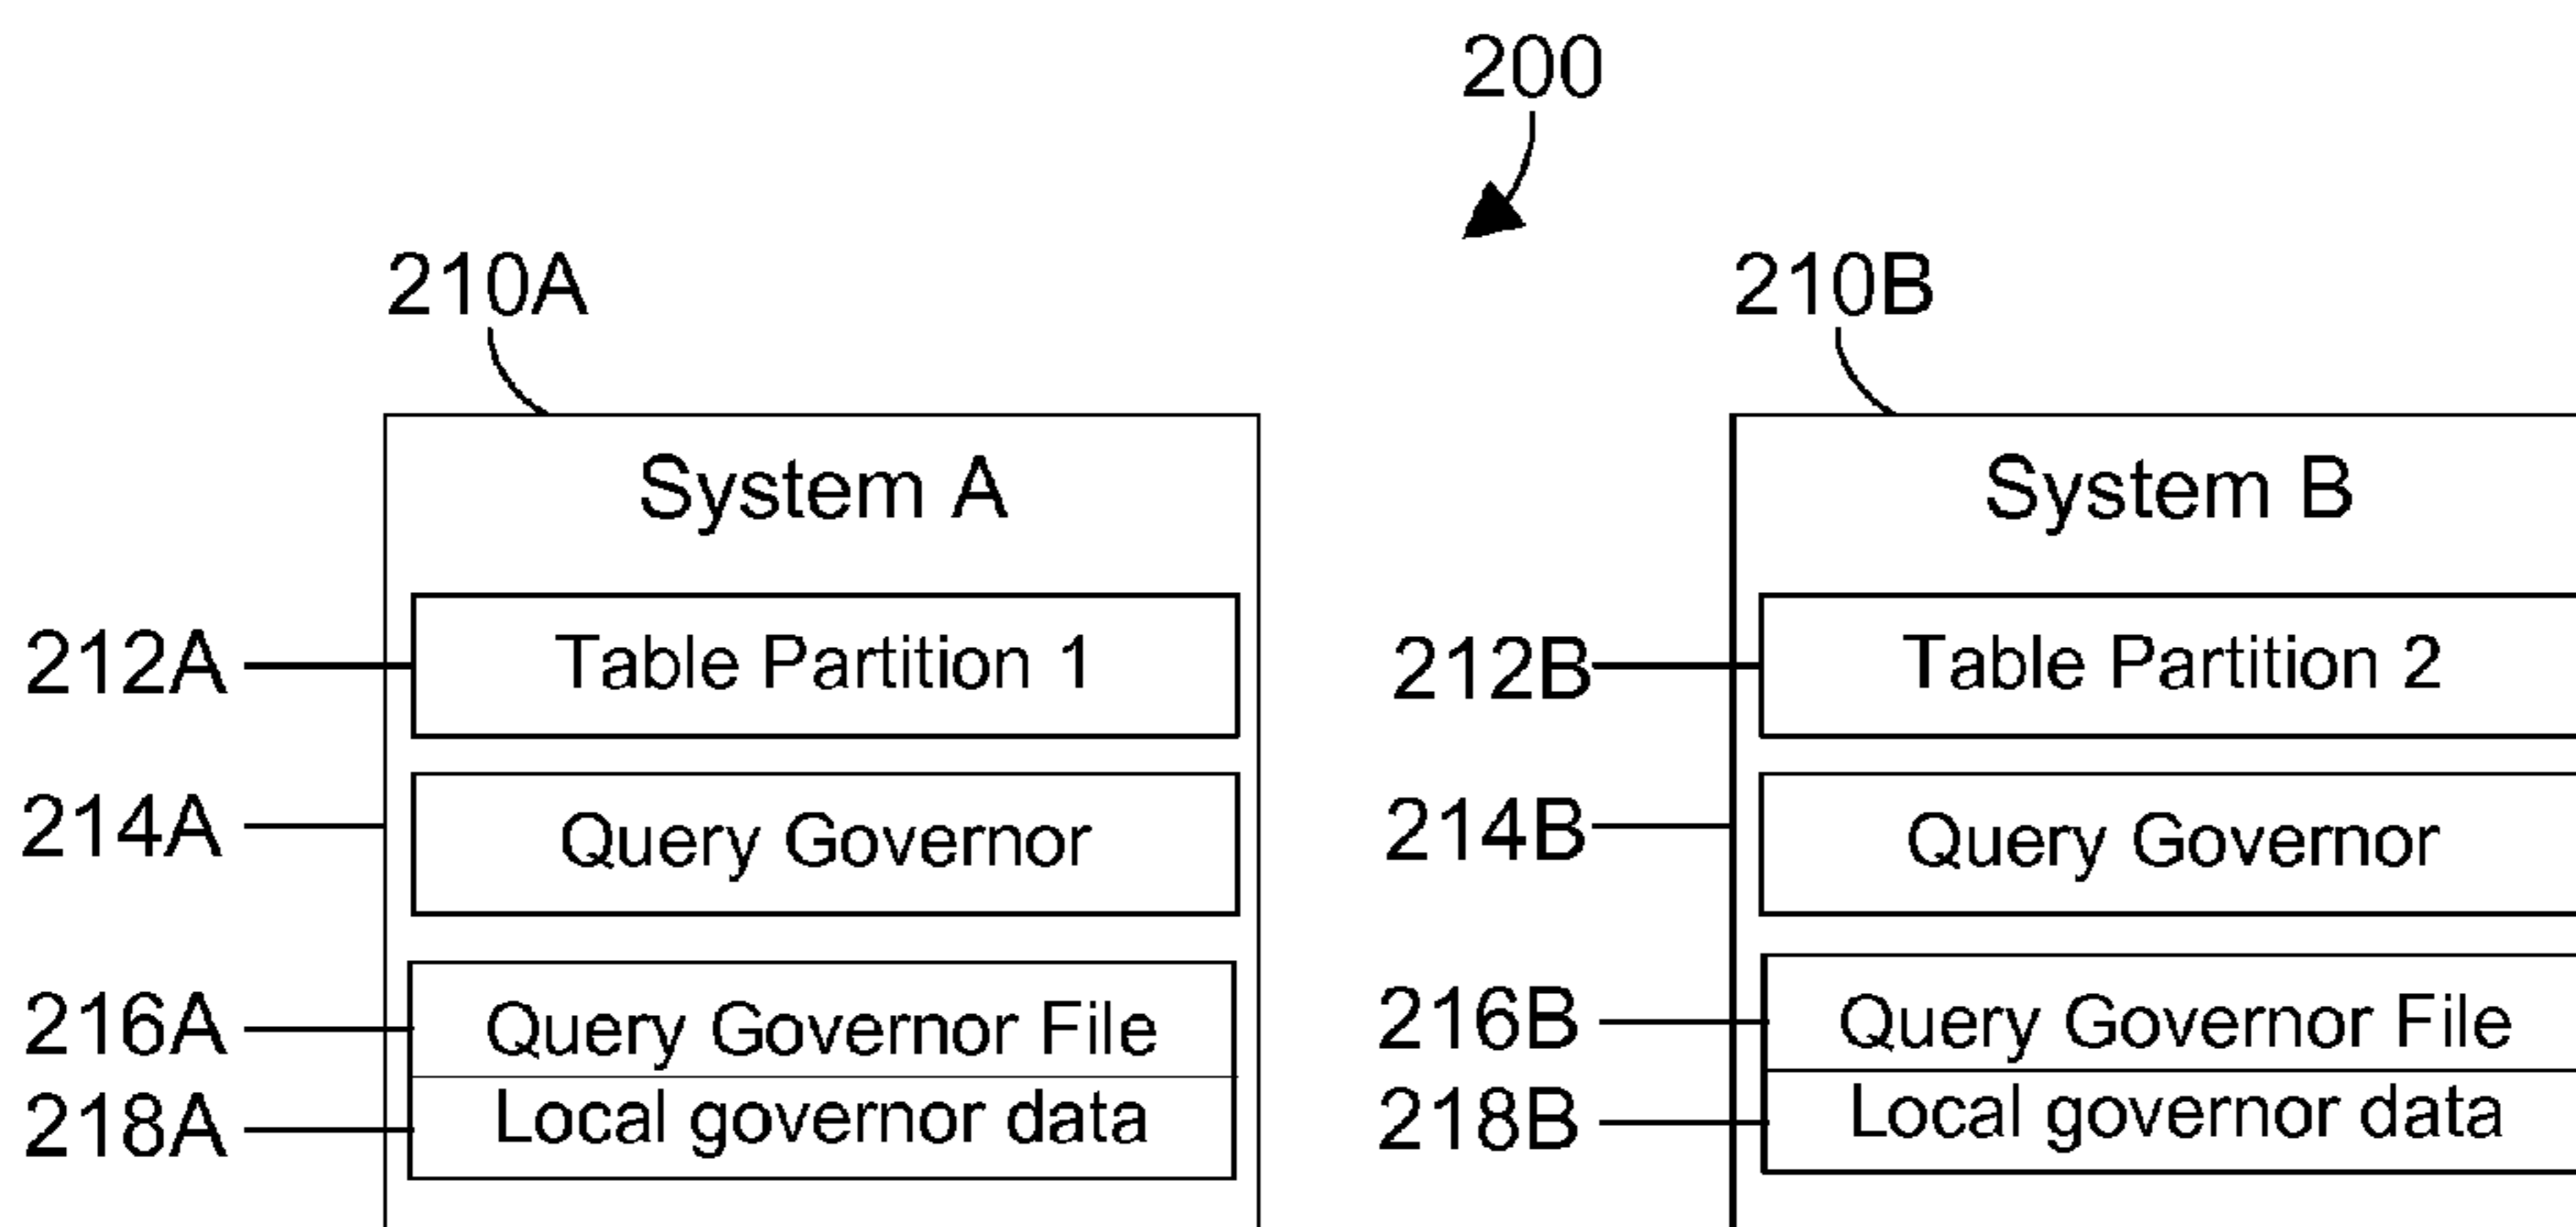 200
210A
210B
System A
System B
212A
Table Partition 1
212B
Table Partition 2
214A
Query Governor
214B
Query Governor
216A
Query Governor File
216B
Query Governor File
218A
Local governor data
218B
Local governor data